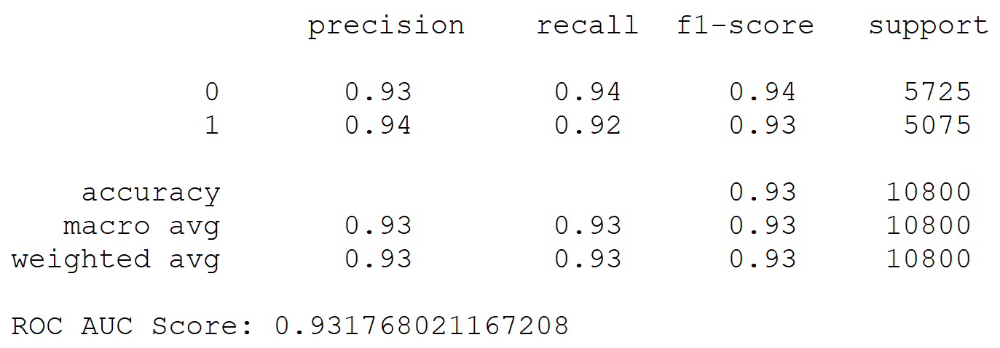 precision recall f1-score support
0 0.93 0.94 0.94 5725
1 0.94 0.92 0.93 5075
accuracy 0.93 10800
macro avg 0.93 0.93 0.93 10800
weighted avg 0.93 0.93 0.93 10800
ROC AUC Score: 0.931768021167208